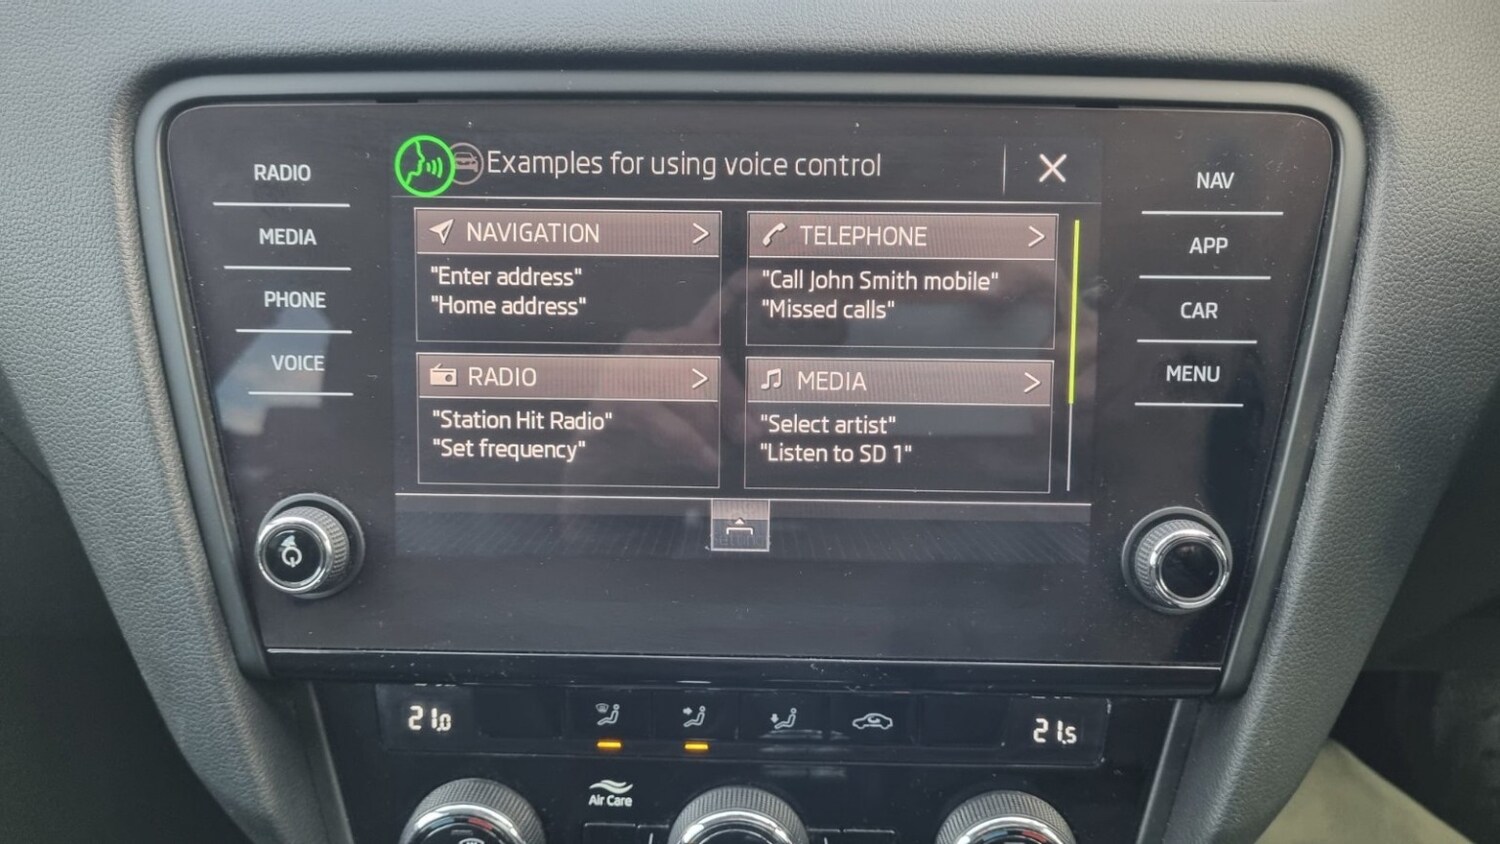 RADIO
MEDIA
PHONE
VOICE
Examples for using voice control
NAVIGATION
"Enter address"
"Home address"
TELEPHONE
"Call John Smith mobile"
"Missed calls"
RADIO
"Station Hit Radio"
"Set frequency"
MEDIA
"Select artist"
"Listen to SD 1"
NAV
APP
CAR
MENU
21.0
21.5
Air Care